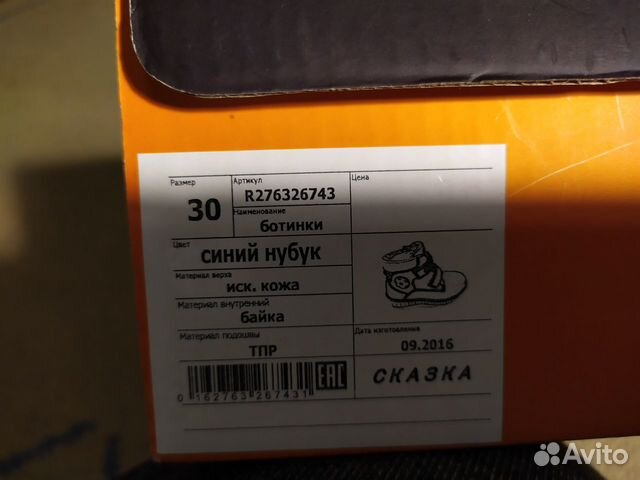 Размер
30
Артикул
R276326743
Наименование
ботинки
Цена
Цвет
синий нубук
Материал верха
иск. кожа
Материал внутренний
байка
Материал подошвы
ТПР
Дата изготовления
09.2016
EAC
СКАЗКА
0 162763 267431
Avito